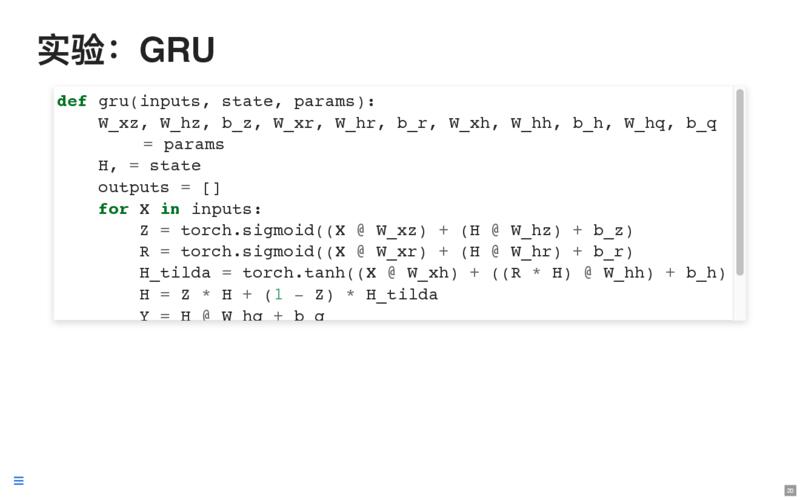 实验：GRU
def gru(inputs, state, params):
W_xz, W_hz, b_z, W_xr, W_hr, b_r, W_xh, W_hh, b_h, W_hq, b_q
= params
H, = state
outputs = []
for X in inputs:
Z = torch.sigmoid((X @ W_xz) + (H @ W_hz) + b_z)
R = torch.sigmoid((X @ W_xr) + (H @ W_hr) + b_r)
H_tilda = torch.tanh((X @ W_xh) + ((R * H) @ W_hh) + b_h)
H = Z * H + (1 - Z) * H_tilda
Y = H @ W_hq + b_q
20